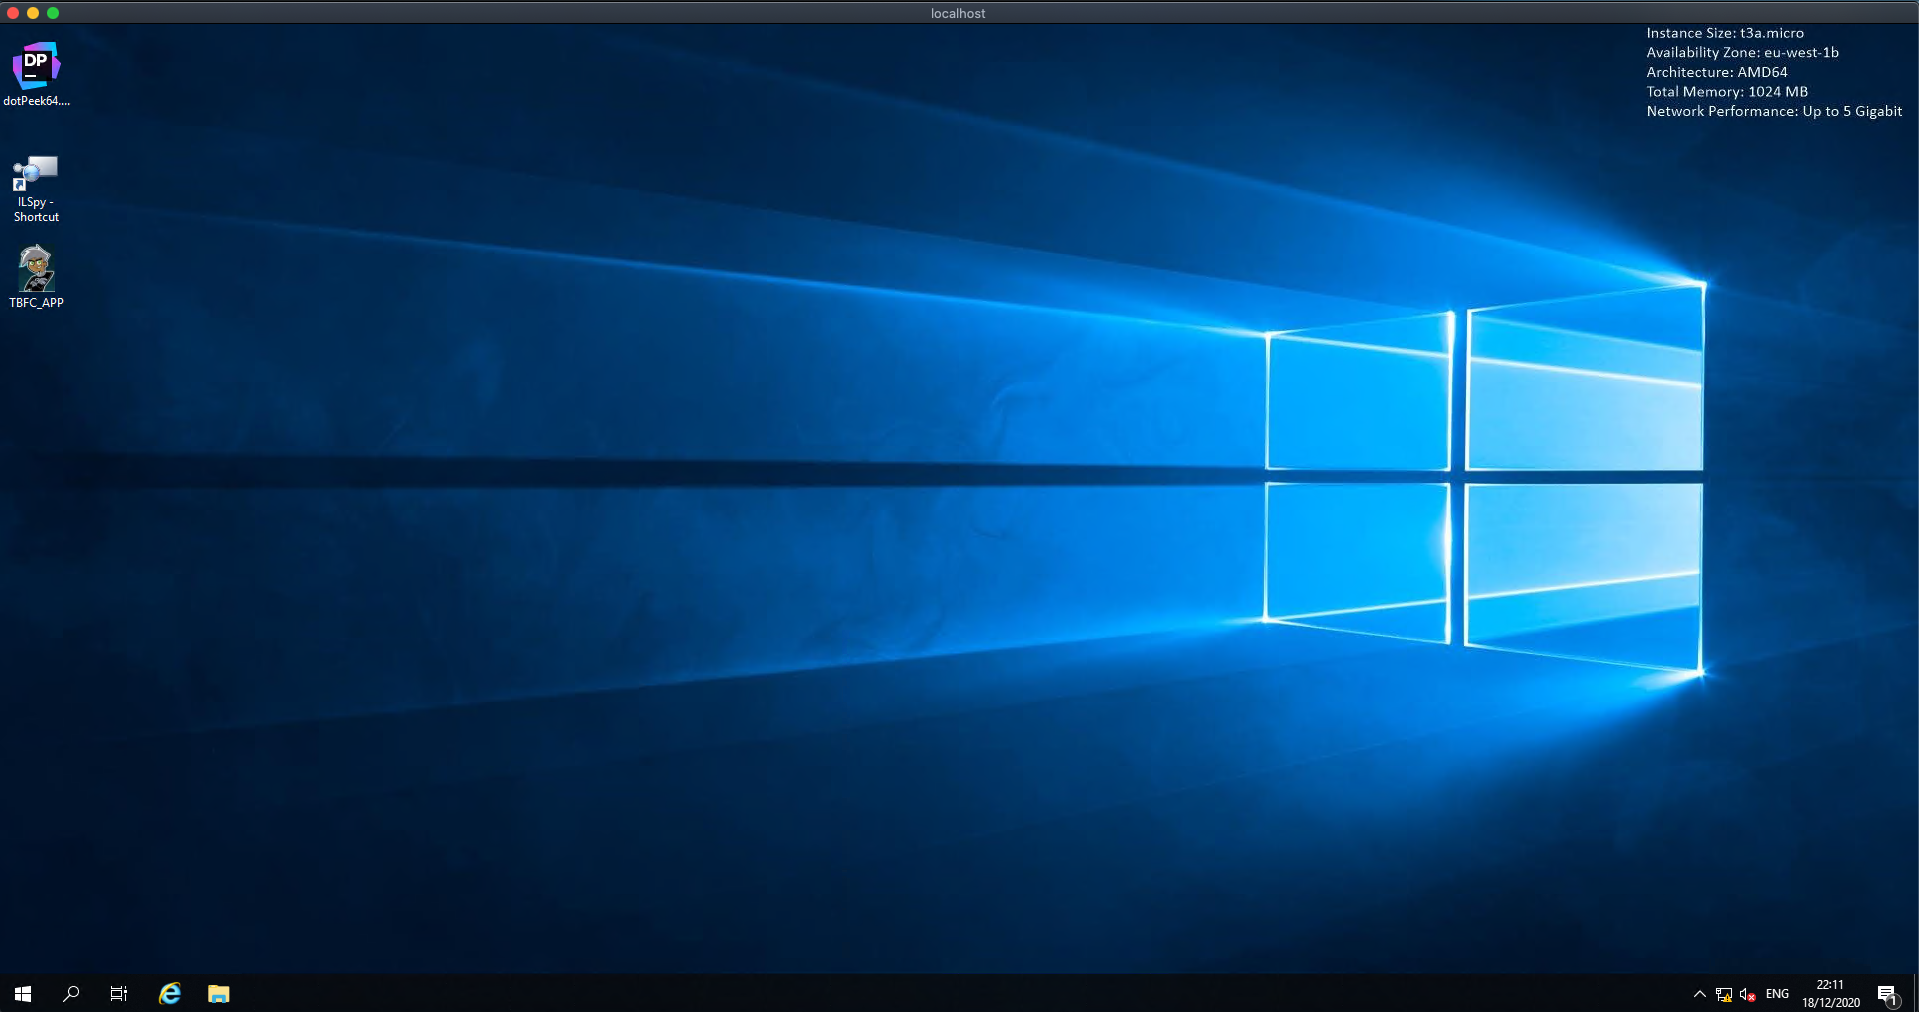 localhost
Instance Size: t3a.micro
Availability Zone: eu-west-1b
Architecture: AMD64
Total Memory: 1024 MB
Network Performance: Up to 5 Gigabit
DP
dotPeek64....
ILSpy -
Shortcut
TBFC_APP
ENG
22:11
18/12/2020
1